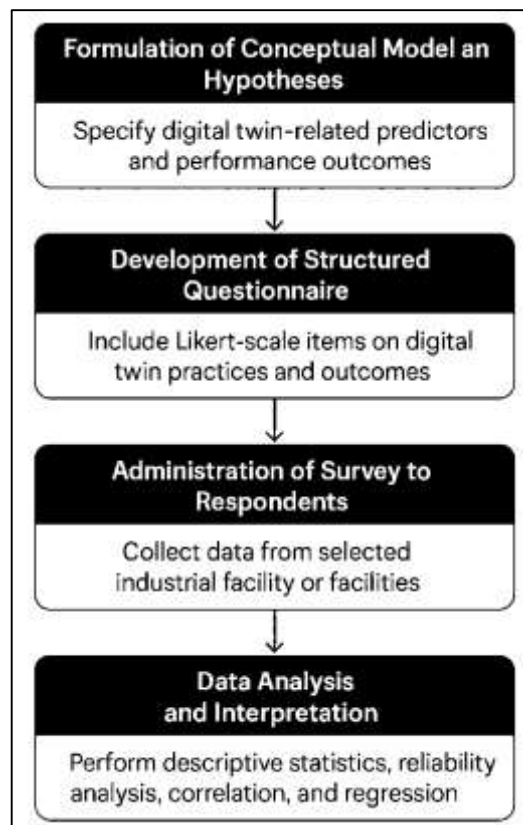 Formulation of Conceptual Model an
Hypotheses
Specify digital twin-related predictors
and performance outcomes
Development of Structured
Questionnaire
Include Likert-scale items on digital
twin practices and outcomes
Administration of Survey to
Respondents
Collect data from selected
industrial facility or facilities
Data Analysis
and Interpretation
Perform descriptive statistics, reliability
analysis, correlation, and regression